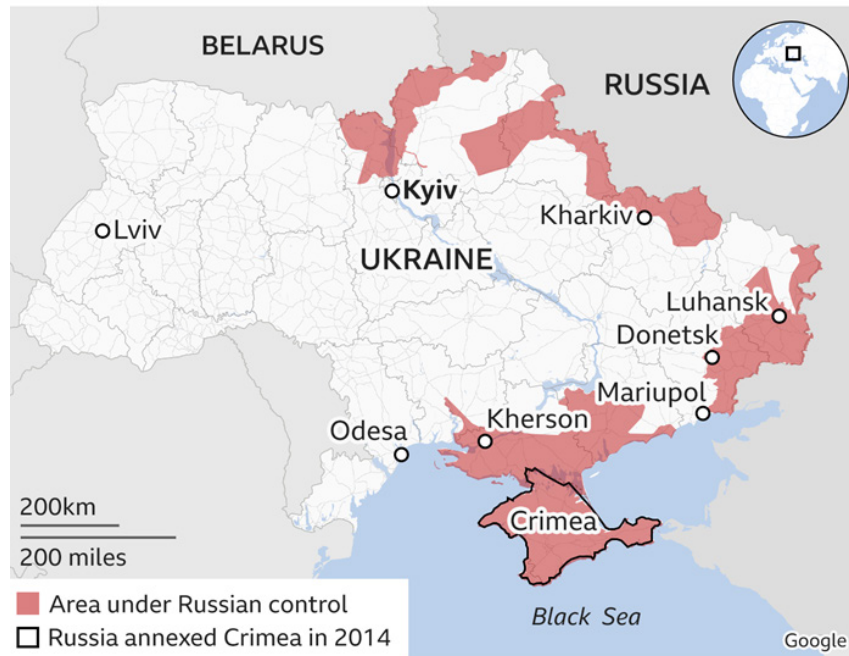 BELARUS
RUSSIA
Kyiv
Lviv
Kharkiv
UKRAINE
Luhansk
Donetsk
Mariupol
Kherson
Odesa
200km
200 miles
Crimea
Area under Russian control
Black Sea
Russia annexed Crimea in 2014
Google